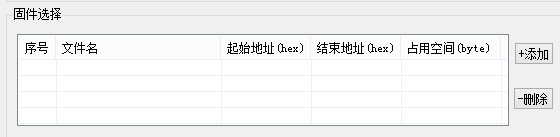 固件选择
序号 文件名 起始地址(hex) 结束地址(hex) 占用空间(byte)
+添加
-删除